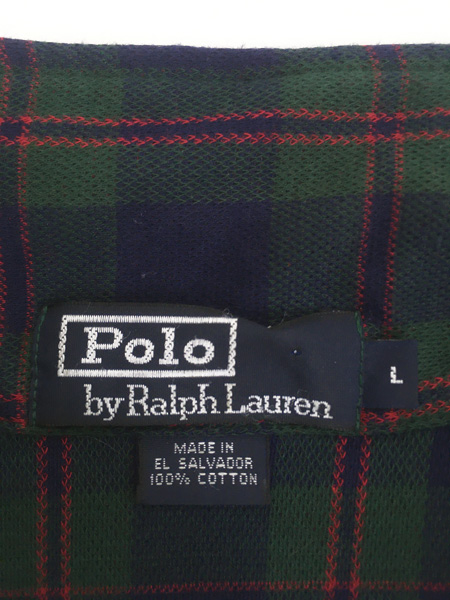 Polo
by Ralph Lauren
L
MADE IN
EL SALVADOR
100% COTTON